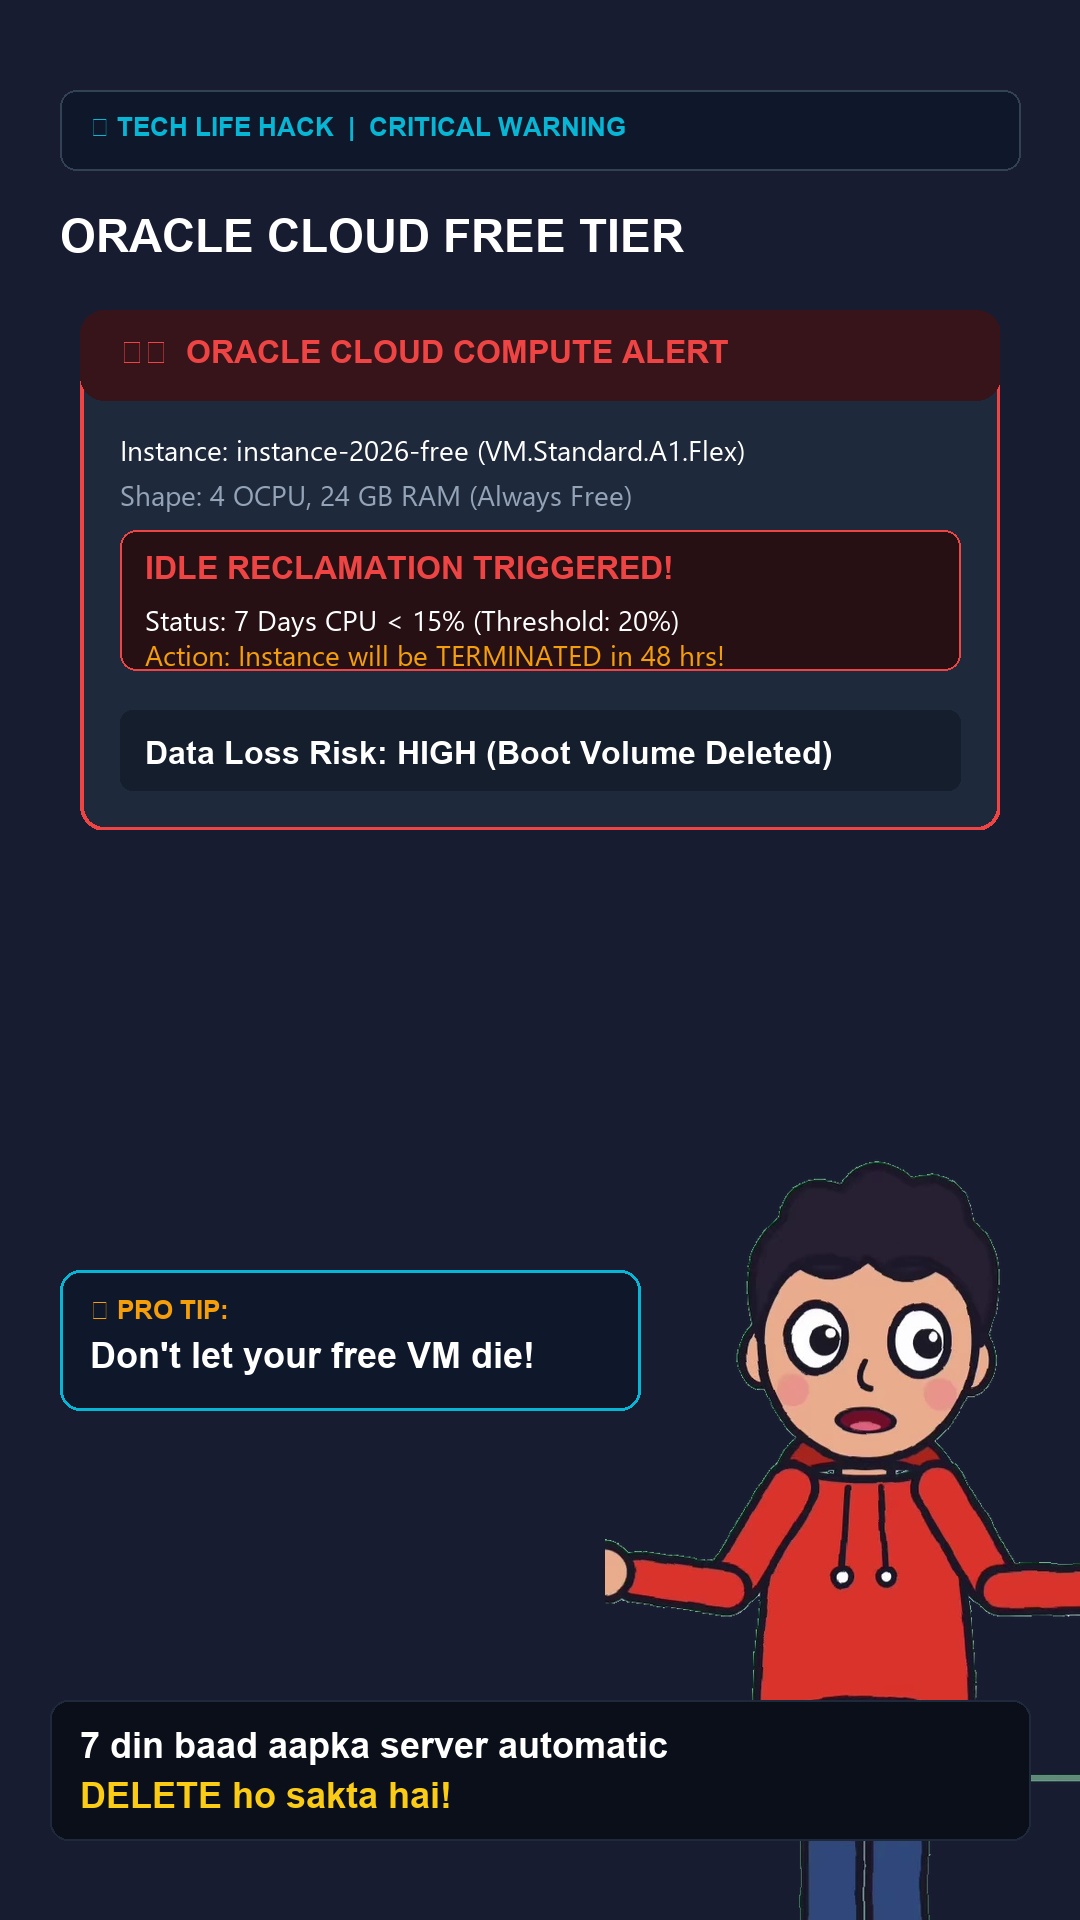 TECH LIFE HACK | CRITICAL WARNING
ORACLE CLOUD FREE TIER
ORACLE CLOUD COMPUTE ALERT
Instance: instance-2026-free (VM.Standard.A1.Flex)
Shape: 4 OCPU, 24 GB RAM (Always Free)
IDLE RECLAMATION TRIGGERED!
Status: 7 Days CPU < 15% (Threshold: 20%)
Action: Instance will be TERMINATED in 48 hrs!
Data Loss Risk: HIGH (Boot Volume Deleted)
PRO TIP:
Don't let your free VM die!
7 din baad aapka server automatic
DELETE ho sakta hai!